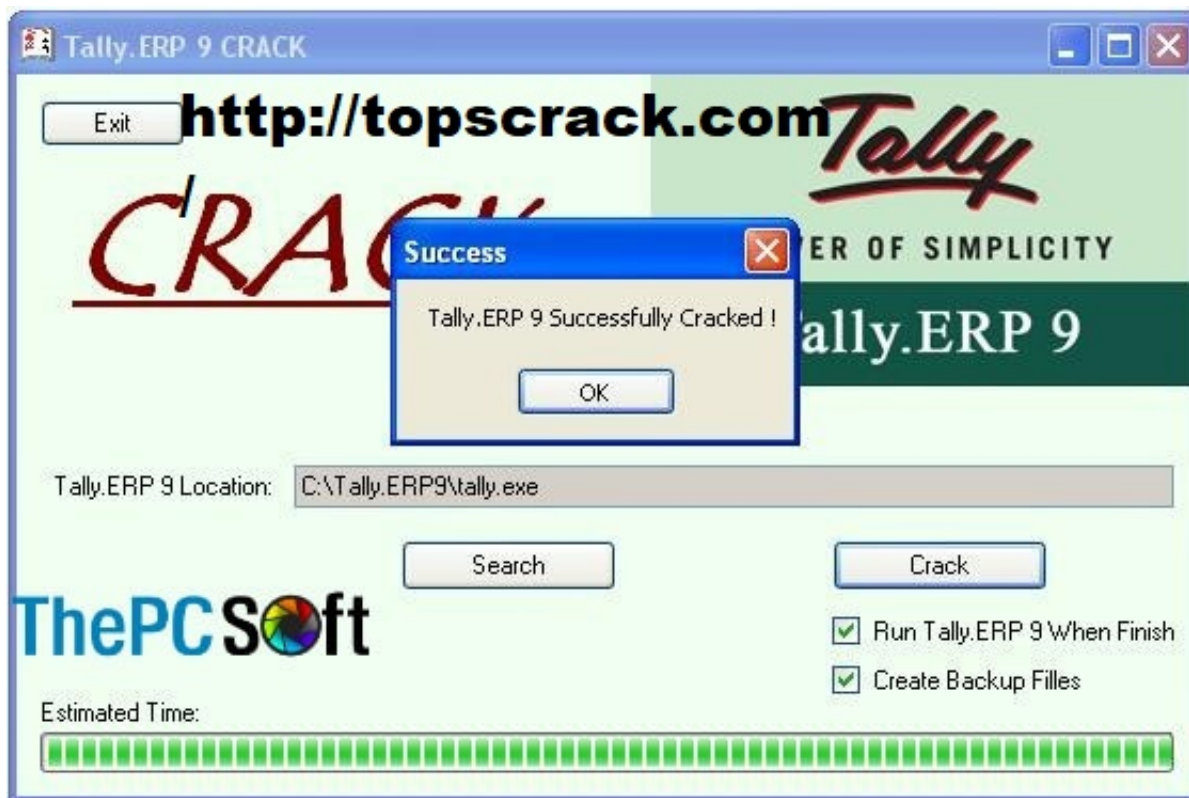 Tally.ERP 9 CRACK
Exit
http://topscrack.com
/
Tally
CRACK
ER OF SIMPLICITY
Success
Tally.ERP 9 Successfully Cracked !
OK
ally.ERP 9
Tally.ERP 9 Location:
C:\Tally.ERP9\tally.exe
Search
Crack
ThePCSoft
Run Tally.ERP 9 When Finish
Create Backup Filles
Estimated Time: